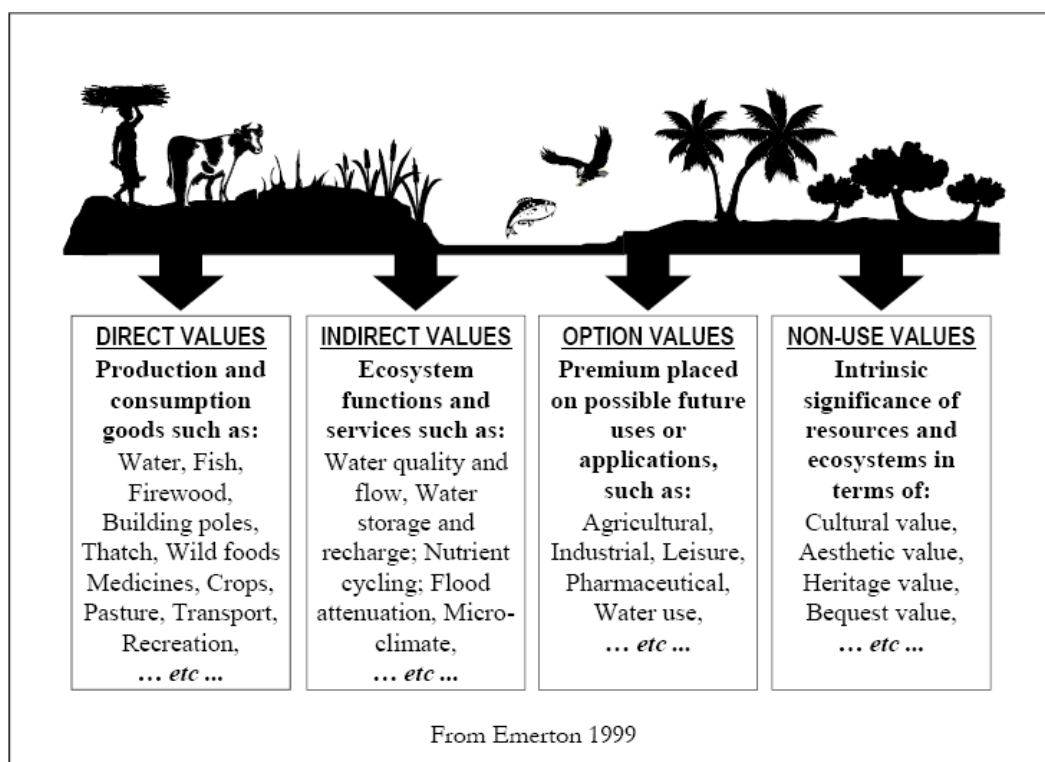 DIRECT VALUES
Production and
consumption
goods such as:
Water, Fish,
Firewood,
Building poles,
Thatch, Wild foods
Medicines, Crops,
Pasture, Transport,
Recreation,
… etc ...
INDIRECT VALUES
Ecosystem
functions and
services such as:
Water quality and
flow, Water
storage and
recharge; Nutrient
cycling; Flood
attenuation, Micro-
climate,
… etc ...
OPTION VALUES
Premium placed
on possible future
uses or
applications,
such as:
Agricultural,
Industrial, Leisure,
Pharmaceutical,
Water use,
… etc ...
NON-USE VALUES
Intrinsic
significance of
resources and
ecosystems in
terms of:
Cultural value,
Aesthetic value,
Heritage value,
Bequest value,
… etc ...
From Emerton 1999